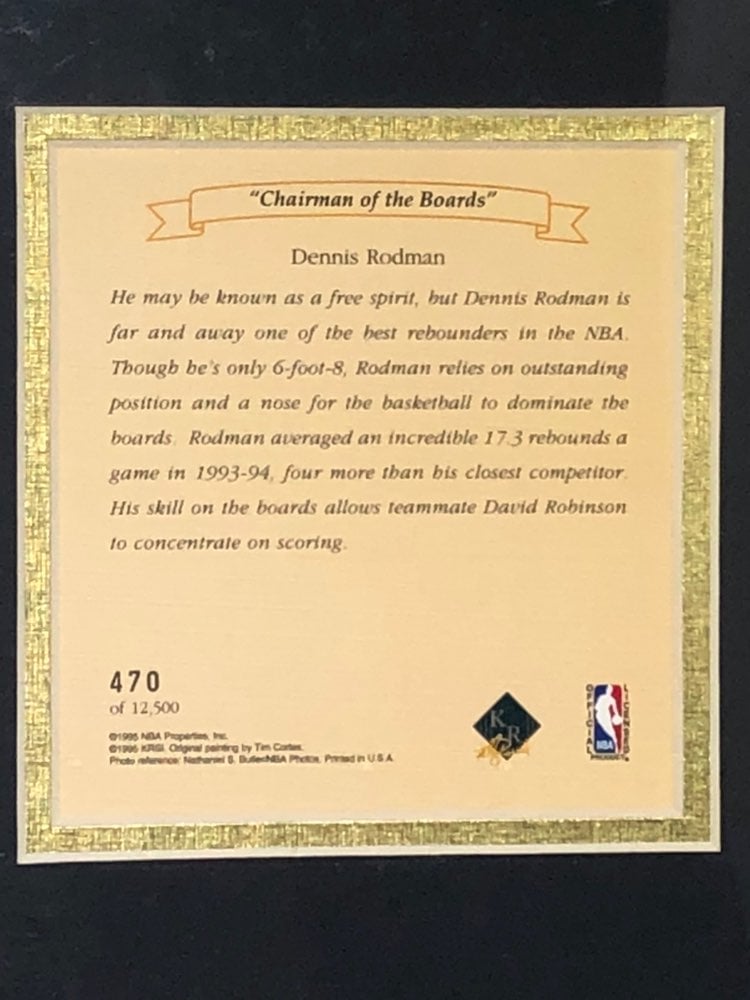 "Chairman of the Boards"
Dennis Rodman
He may be known as a free spirit, but Dennis Rodman is
far and away one of the best rebounders in the NBA.
Though he's only 6-foot-8, Rodman relies on outstanding
position and a nose for the basketball to dominate the
boards. Rodman averaged an incredible 17.3 rebounds a
game in 1993-94, four more than his closest competitor.
His skill on the boards allows teammate David Robinson
to concentrate on scoring.
470
of 12,500
©1995 NBA Properties, Inc.
©1995 KRSI. Original painting by Tim Cortes.
Photo reference: Nathaniel S. Butler/NBA Photos. Printed in U.S.A.
KR
OFFICIAL LICENSED
NBA
PRODUCT